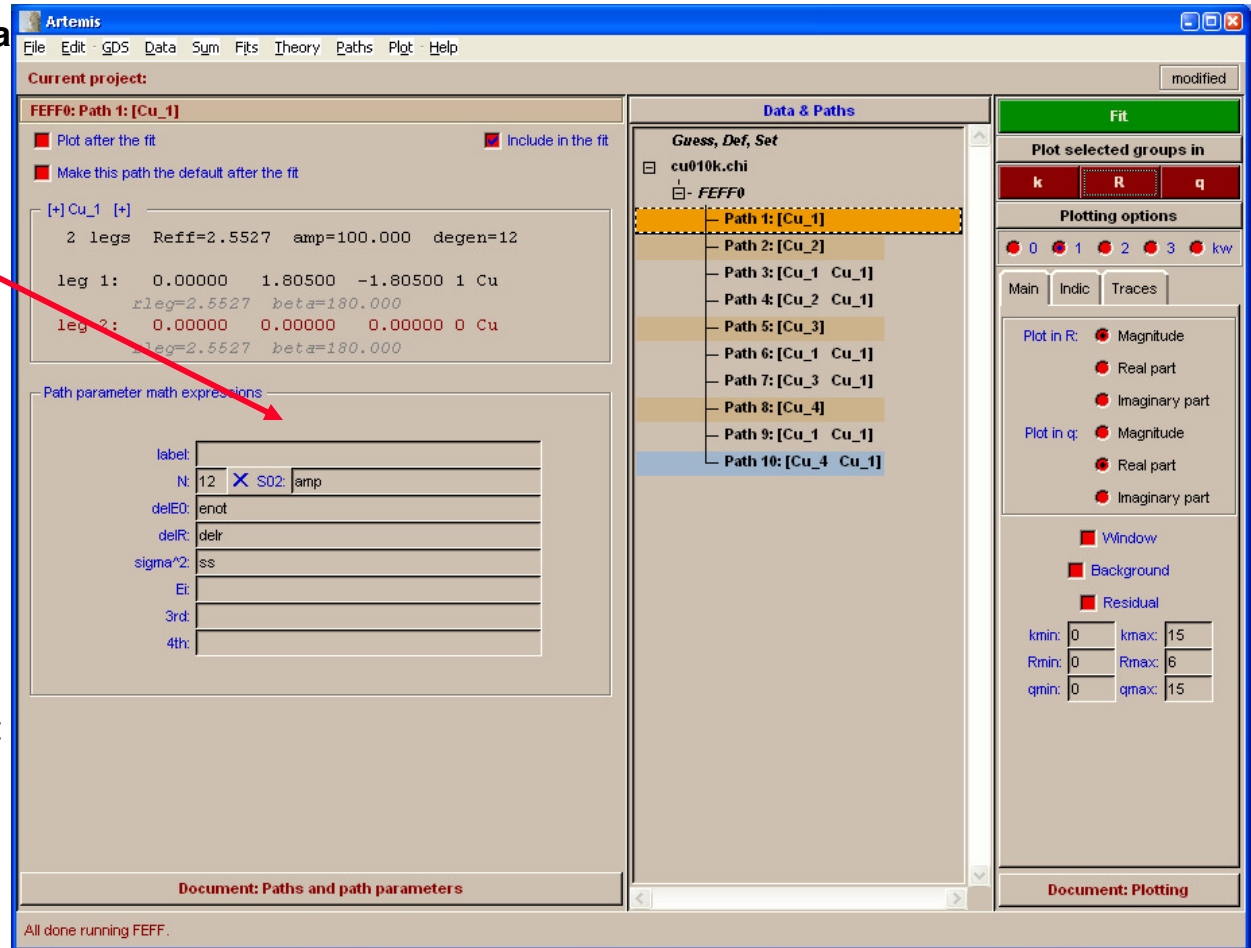 a
Artemis
File Edit GDS Data Sum Fits Theory Paths Plot Help
Current project:
modified
FEFF0: Path 1: [Cu_1]
Plot after the fit
Include in the fit
Make this path the default after the fit
[+] Cu_1 [+]
2 legs Reff=2.5527 amp=100.000 degen=12
leg 1: 0.00000 1.80500 -1.80500 1 Cu
rleg=2.5527 beta=180.000
leg 2: 0.00000 0.00000 0.00000 0 Cu
rleg=2.5527 beta=180.000
Path parameter math expressions
label:
N: 12 X S02: amp
delE0: enot
delR: delr
sigma^2: ss
Ei:
3rd:
4th:
Document: Paths and path parameters
Data & Paths
Guess, Def, Set
cu010k.chi
FEFF0
Path 1: [Cu_1]
Path 2: [Cu_2]
Path 3: [Cu_1 Cu_1]
Path 4: [Cu_2 Cu_1]
Path 5: [Cu_3]
Path 6: [Cu_1 Cu_1]
Path 7: [Cu_3 Cu_1]
Path 8: [Cu_4]
Path 9: [Cu_1 Cu_1]
Path 10: [Cu_4 Cu_1]
Fit
Plot selected groups in
k R q
Plotting options
0 1 2 3 kw
Main Indic Traces
Plot in R: Magnitude
Real part
Imaginary part
Plot in q: Magnitude
Real part
Imaginary part
Window
Background
Residual
kmin: 0 kmax: 15
Rmin: 0 Rmax: 6
qmin: 0 qmax: 15
Document: Plotting
All done running FEFF.